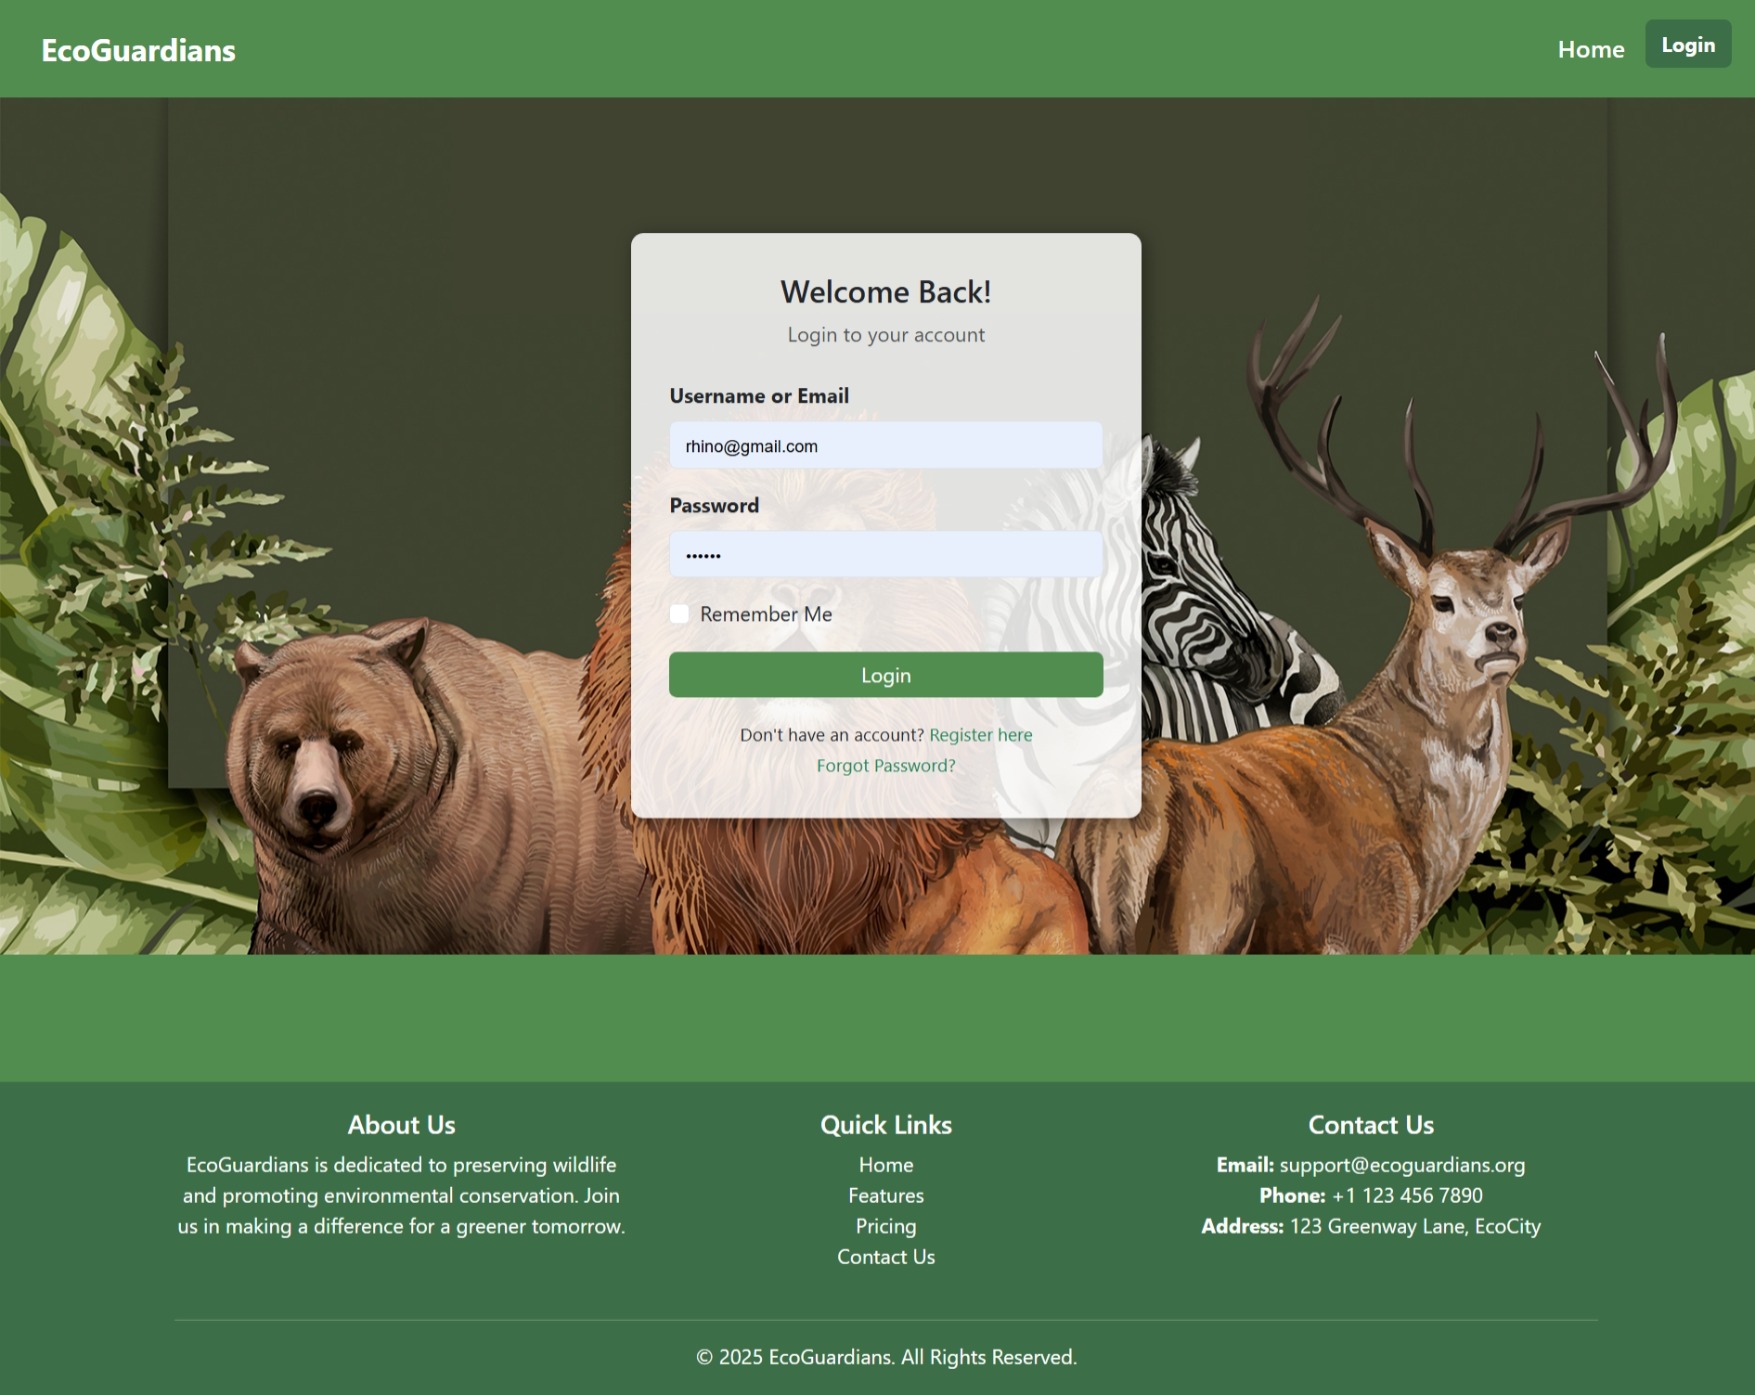 EcoGuardians
Home
Login
Welcome Back!
Login to your account
Username or Email
rhino@gmail.com
Password
••••••
Remember Me
Login
Don't have an account? Register here
Forgot Password?
About Us
EcoGuardians is dedicated to preserving wildlife
and promoting environmental conservation. Join
us in making a difference for a greener tomorrow.
Quick Links
Home
Features
Pricing
Contact Us
Contact Us
Email: support@ecoguardians.org
Phone: +1 123 456 7890
Address: 123 Greenway Lane, EcoCity
© 2025 EcoGuardians. All Rights Reserved.